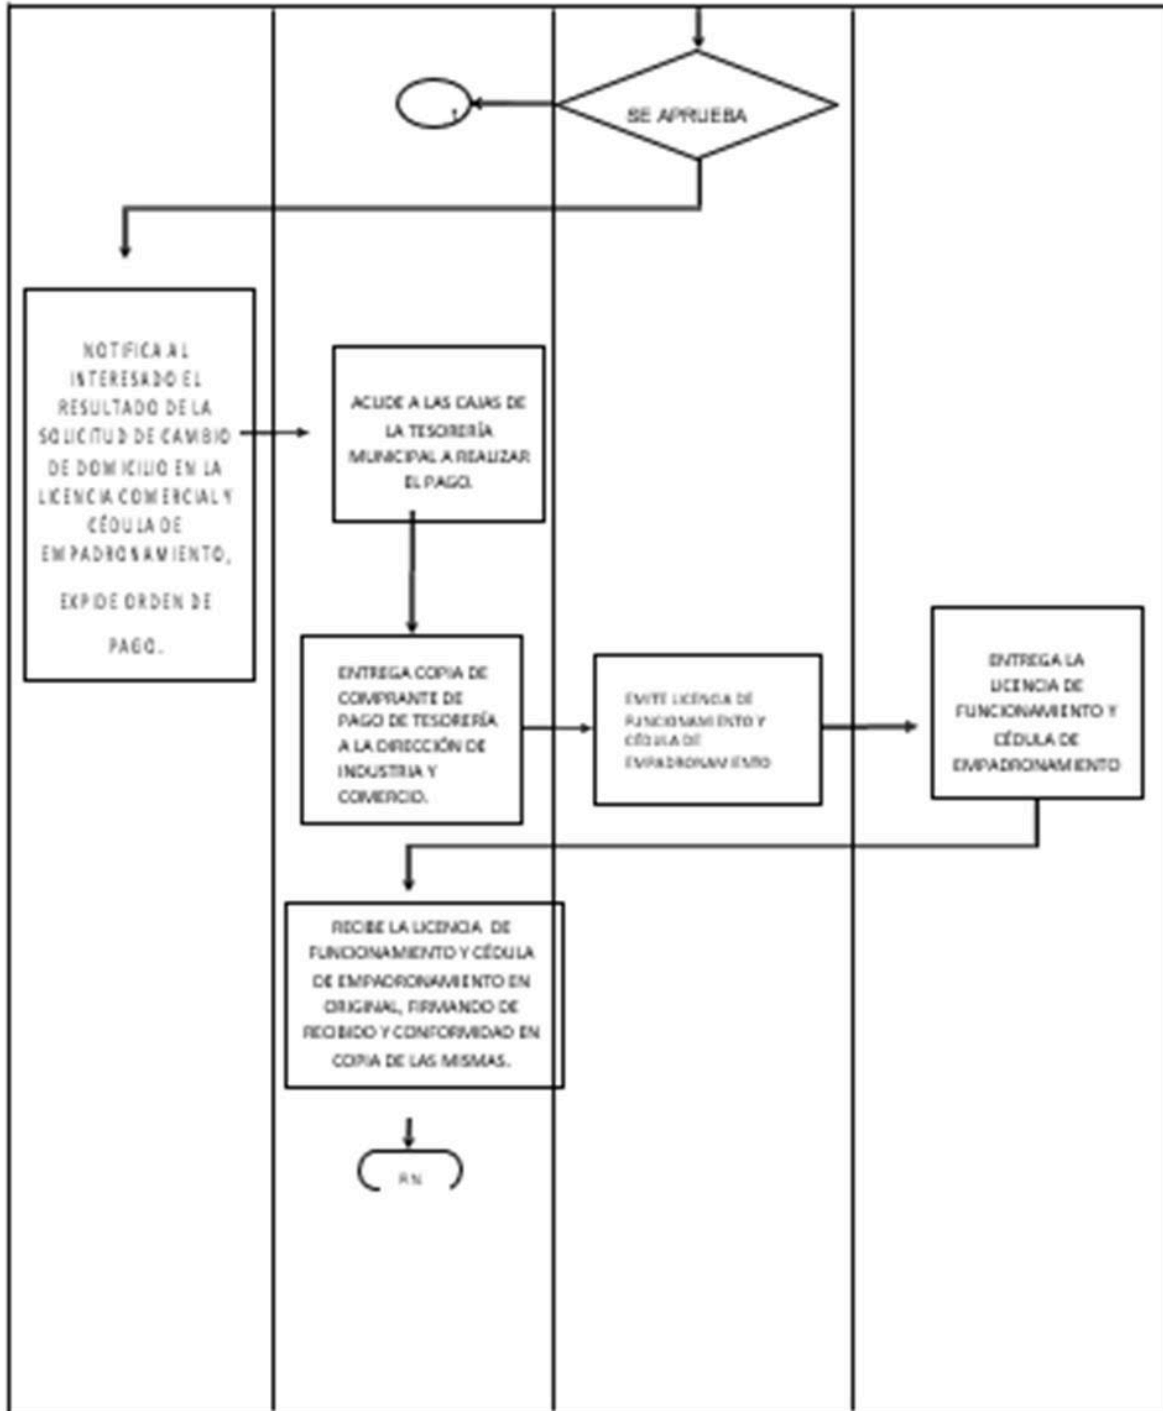 SE APRUEBA
1
NOTIFICA AL
INTERESADO EL
RESULTADO DE LA
SOLICITUD DE CAMBIO
DE DOMICILIO EN LA
LICENCIA COMERCIAL Y
CÉDULA DE
EMPADRONAMIENTO,
EXPIDE ORDEN DE
PAGO.
ACUDE A LAS CAJAS DE
LA TESORERÍA
MUNICIPAL A REALIZAR
EL PAGO.
ENTREGA COPIA DE
COMPRANTE DE
PAGO DE TESORERÍA
A LA DIRECCIÓN DE
INDUSTRIA Y
COMERCIO.
EMITE LICENCIA DE
FUNCIONAMIENTO Y
CÉDULA DE
EMPADRONAMIENTO
ENTREGA LA
LICENCIA DE
FUNCIONAMIENTO Y
CÉDULA DE
EMPADRONAMIENTO
RECIBE LA LICENCIA DE
FUNCIONAMIENTO Y CÉDULA
DE EMPADRONAMIENTO EN
ORIGINAL, FIRMANDO DE
RECIBIDO Y CONFORMIDAD EN
COPIA DE LAS MISMAS.